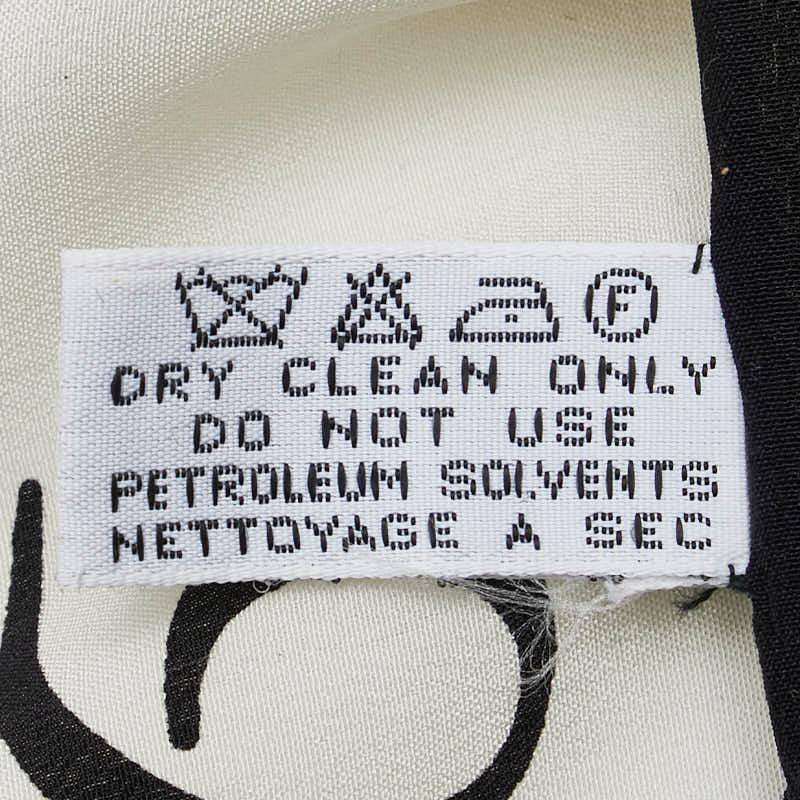 F
DRY CLEAN ONLY
DO NOT USE
PETROLEUM SOLVENTS
NETTOYAGE A SEC